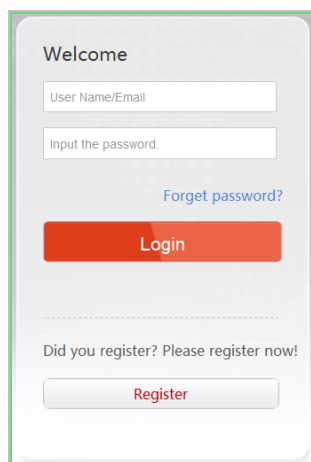 Welcome
User Name/Email
Input the password.
Forget password?
Login
Did you register? Please register now!
Register